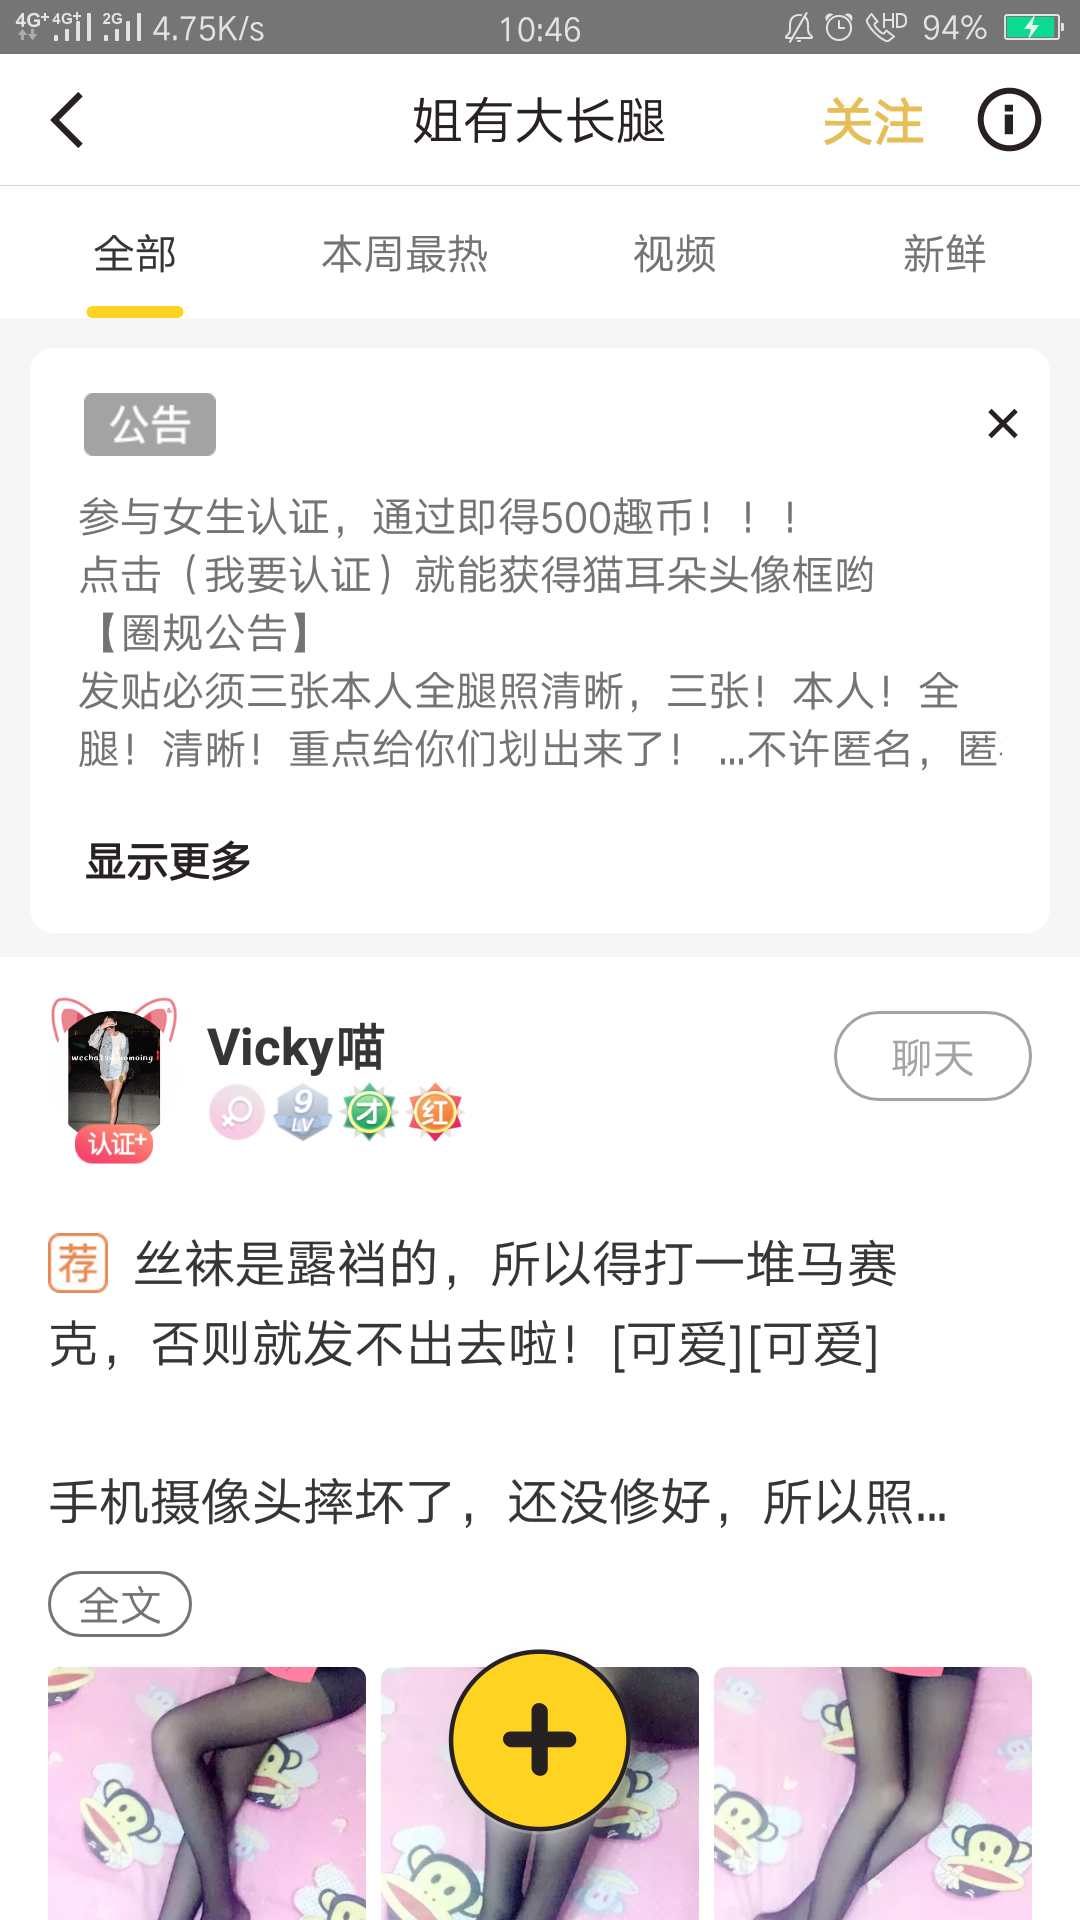 4G+ 4G+ 2G 4.75K/s 10:46 HD 94%
姐有大长腿 关注
全部 本周最热 视频 新鲜
公告
参与女生认证，通过即得500趣币！！！
点击（我要认证）就能获得猫耳朵头像框哟
【圈规公告】
发贴必须三张本人全腿照清晰，三张！本人！全
腿！清晰！重点给你们划出来了！ ...不许匿名，匿
显示更多
Vicky喵 聊天
9 LV 才 红
认证+
荐 丝袜是露裆的，所以得打一堆马赛
克，否则就发不出去啦！[可爱][可爱]
手机摄像头摔坏了，还没修好，所以照...
全文